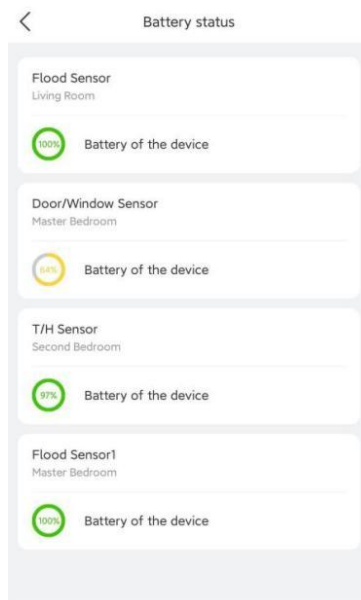 Battery status
Flood Sensor
Living Room
100%
Battery of the device
Door/Window Sensor
Master Bedroom
64%
Battery of the device
T/H Sensor
Second Bedroom
97%
Battery of the device
Flood Sensor1
Master Bedroom
100%
Battery of the device